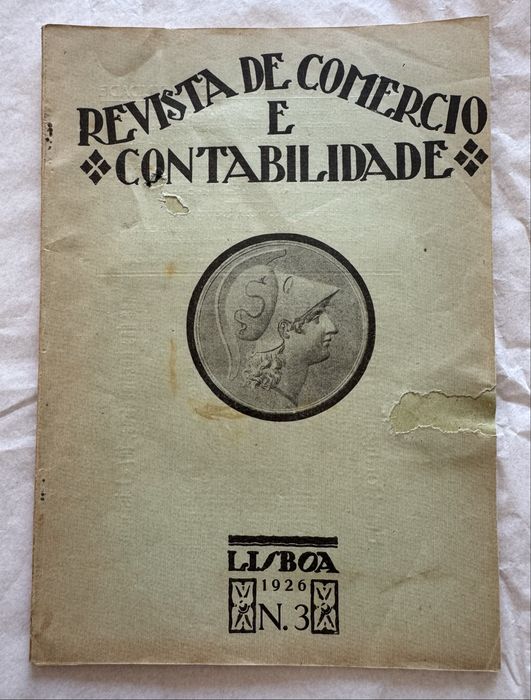 REVISTA DE COMERCIO
E
CONTABILIDADE
LISBOA
1926
N.3